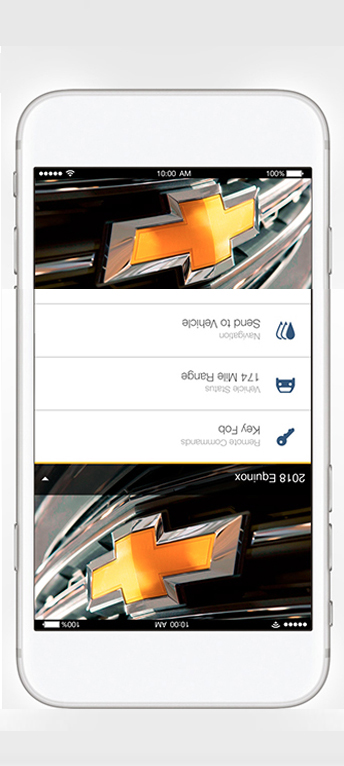 10:00 AM 100%
Send to Vehicle
Navigation
174 Mile Range
Vehicle Status
Key Fob
Remote Commands
2018 Equinox
10:00 AM 100%